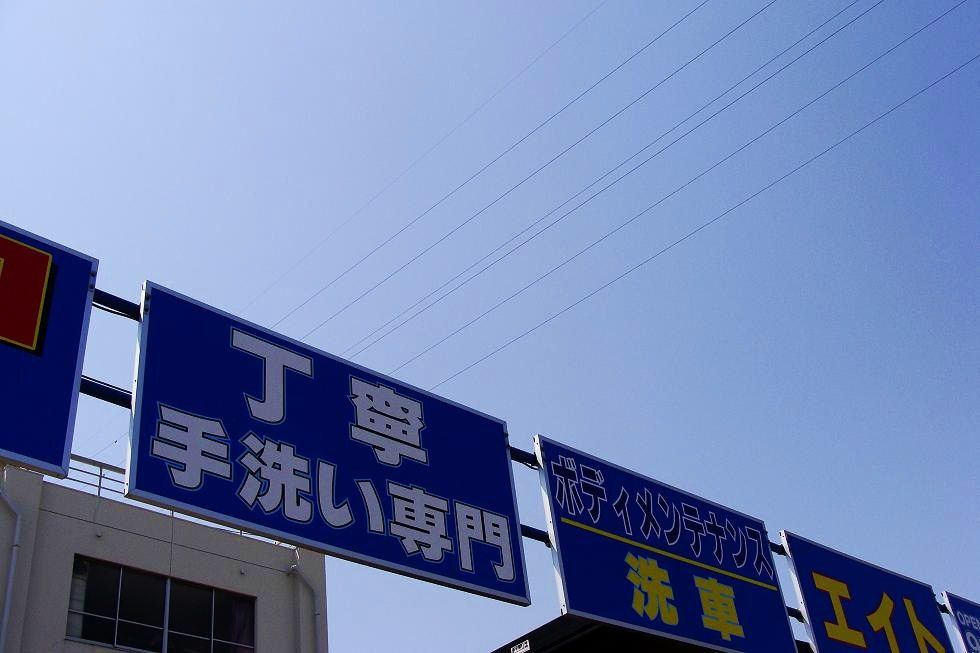 丁寧
手洗い専門
ボディメンテナンス
洗車
エイト
OPEN